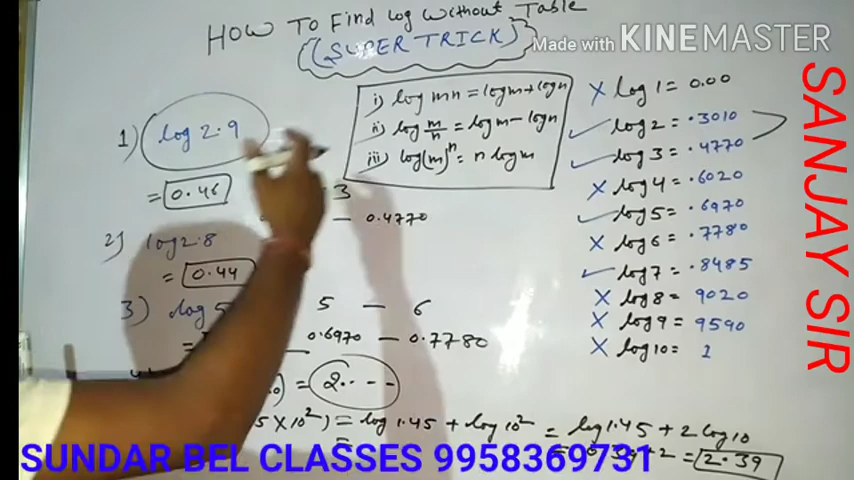 HOW TO Find log without Table
(SUPER TRICK)
Made with KINEMASTER
1) log 2.9
= 0.46
3
— 0.4770
2) log 2.8
= 0.44
3) log 5
5 — 6
=
0.6970 — 0.7780
) = 2----
5 X 10²) = log 1.45 + log 10² = log 1.45 + 2 log 10
+ 2 = 2.39
i) log mn = log m + log n
ii) log m/n = log m - log n
iii) log (m)ⁿ = n log m
X log 1 = 0.00
✓ log 2 = .3010
✓ log 3 = .4770
X log 4 = .6020
✓ log 5 = .6970
X log 6 = .7780
✓ log 7 = .8485
X log 8 = 9020
X log 9 = 9590
X log 10 = 1
SANJAY SIR
SUNDAR BEL CLASSES 9958369731